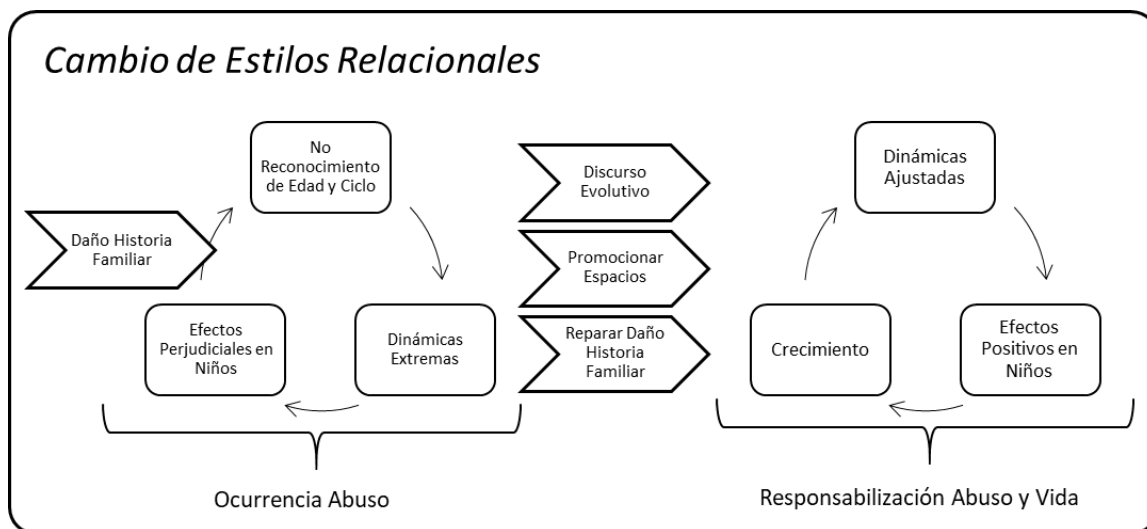 Cambio de Estilos Relacionales
No
Reconocimiento
de Edad y Ciclo
Daño Historia
Familiar
Efectos
Perjudiciales en
Niños
Dinámicas
Extremas
Ocurrencia Abuso
Discurso
Evolutivo
Promocionar
Espacios
Reparar Daño
Historia
Familiar
Dinámicas
Ajustadas
Crecimiento
Efectos
Positivos en
Niños
Responsabilización Abuso y Vida